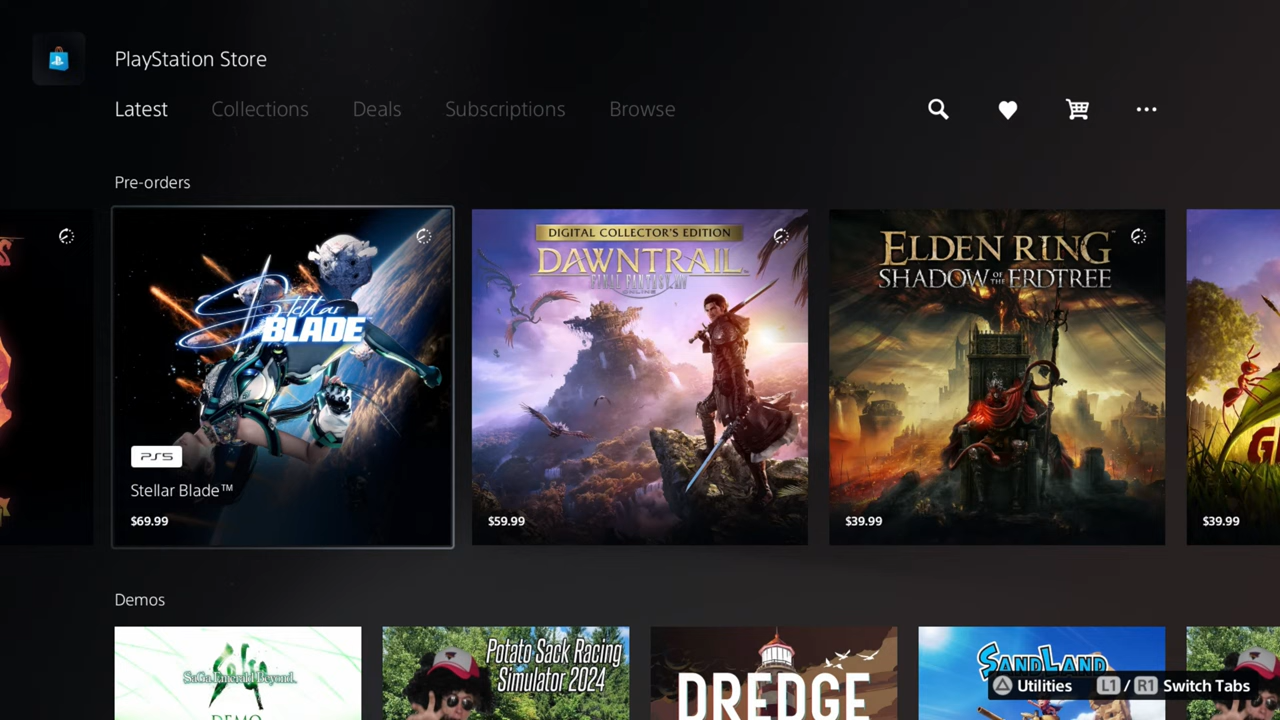 PlayStation Store
Latest
Collections
Deals
Subscriptions
Browse
Pre-orders
Stellar
BLADE
PS5
Stellar Blade™
$69.99
DIGITAL COLLECTOR'S EDITION
DAWNTRAIL
FINAL FANTASY XIV
ONLINE
$59.99
ELDEN RING
SHADOW OF THE ERDTREE
$39.99
$39.99
Demos
SaGa Emerald Beyond
DEMO
Potato Sack Racing
Simulator 2024
DREDGE
SANDLAND
Utilities
L1 / R1 Switch Tabs